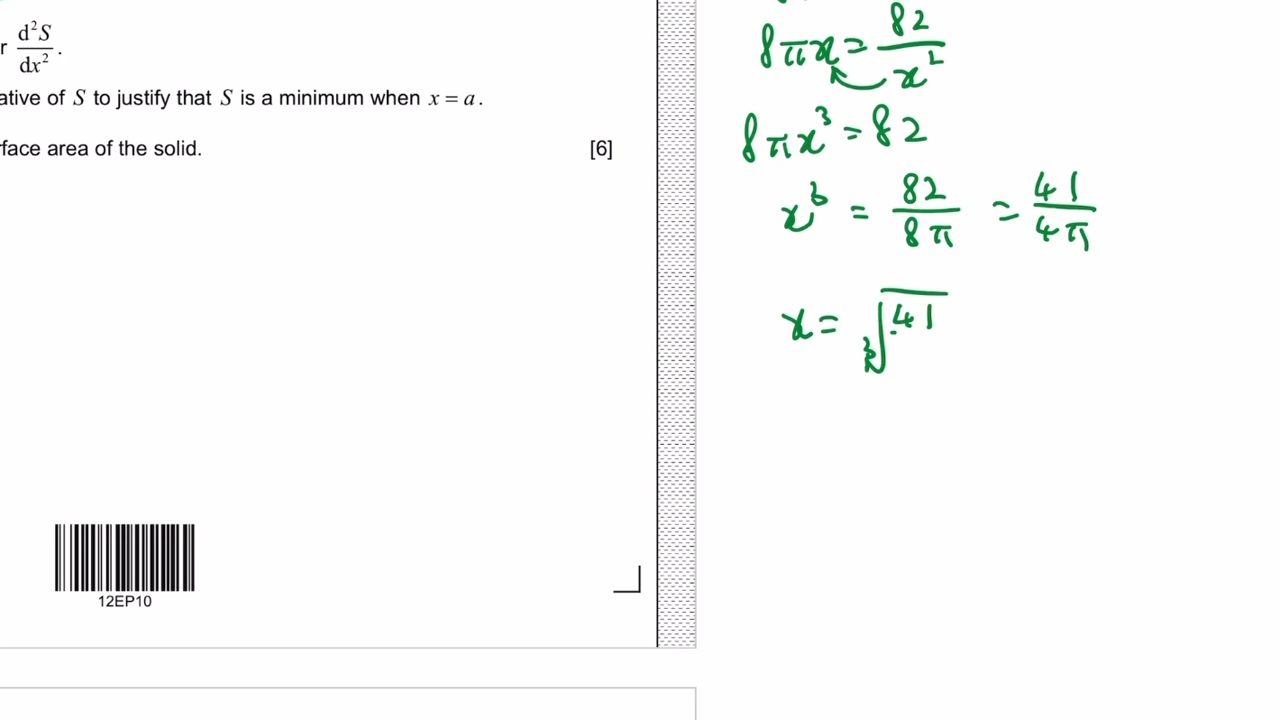 r d²S/dx² .
ative of S to justify that S is a minimum when x = a .
face area of the solid. [6]
12EP10
8πx = 82/x²
8πx³ = 82
x³ = 82/8π = 41/4π
x = ³√41